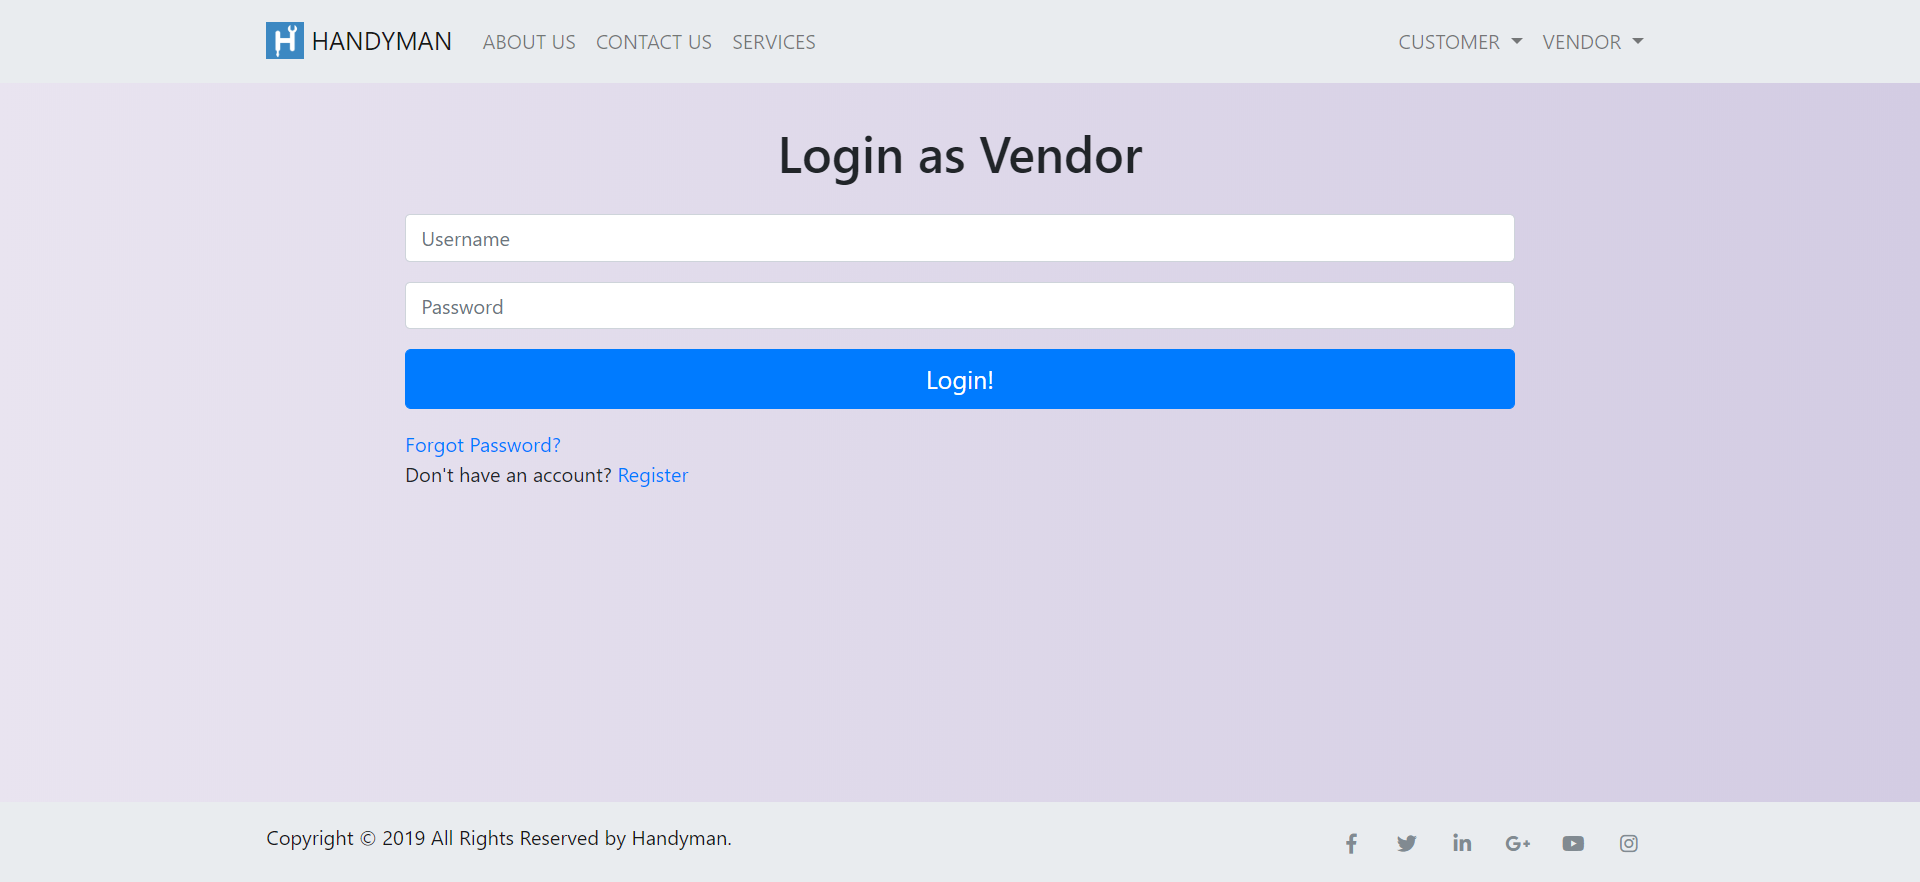 HANDYMAN ABOUT US CONTACT US SERVICES CUSTOMER VENDOR
Login as Vendor
Username
Password
Login!
Forgot Password?
Don't have an account? Register
Copyright © 2019 All Rights Reserved by Handyman.